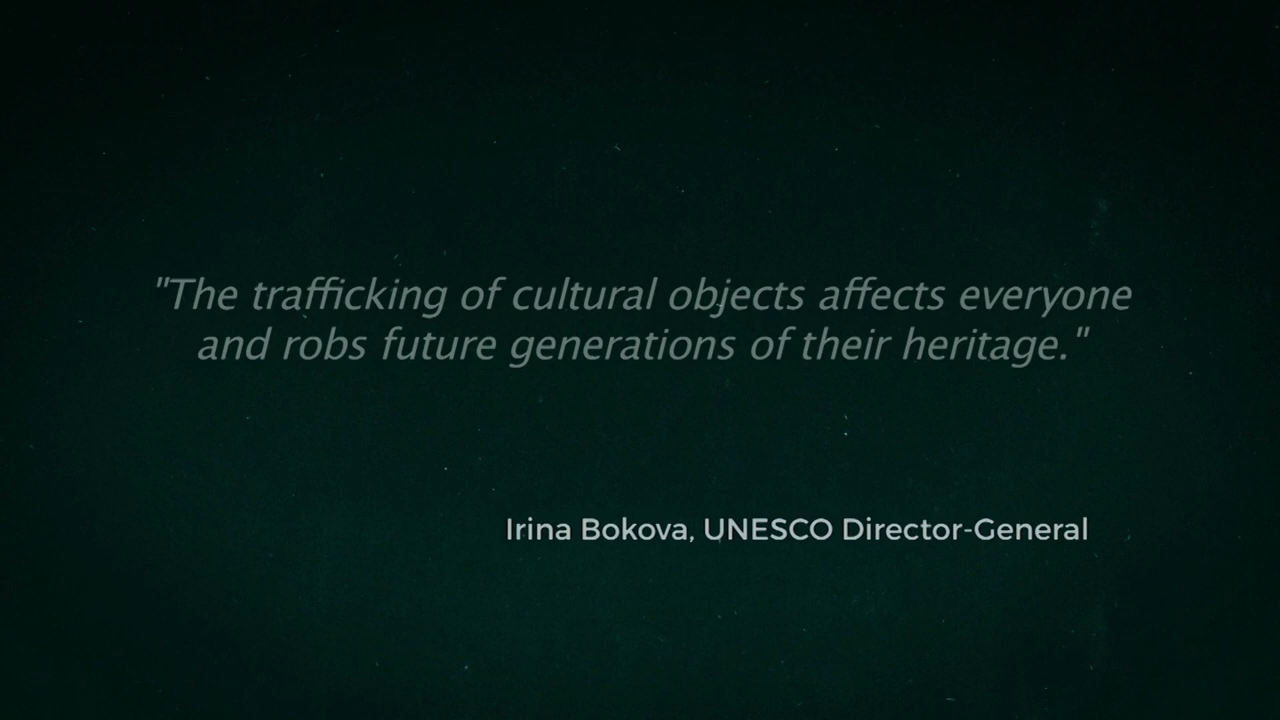 "The trafficking of cultural objects affects everyone
and robs future generations of their heritage."
Irina Bokova, UNESCO Director-General